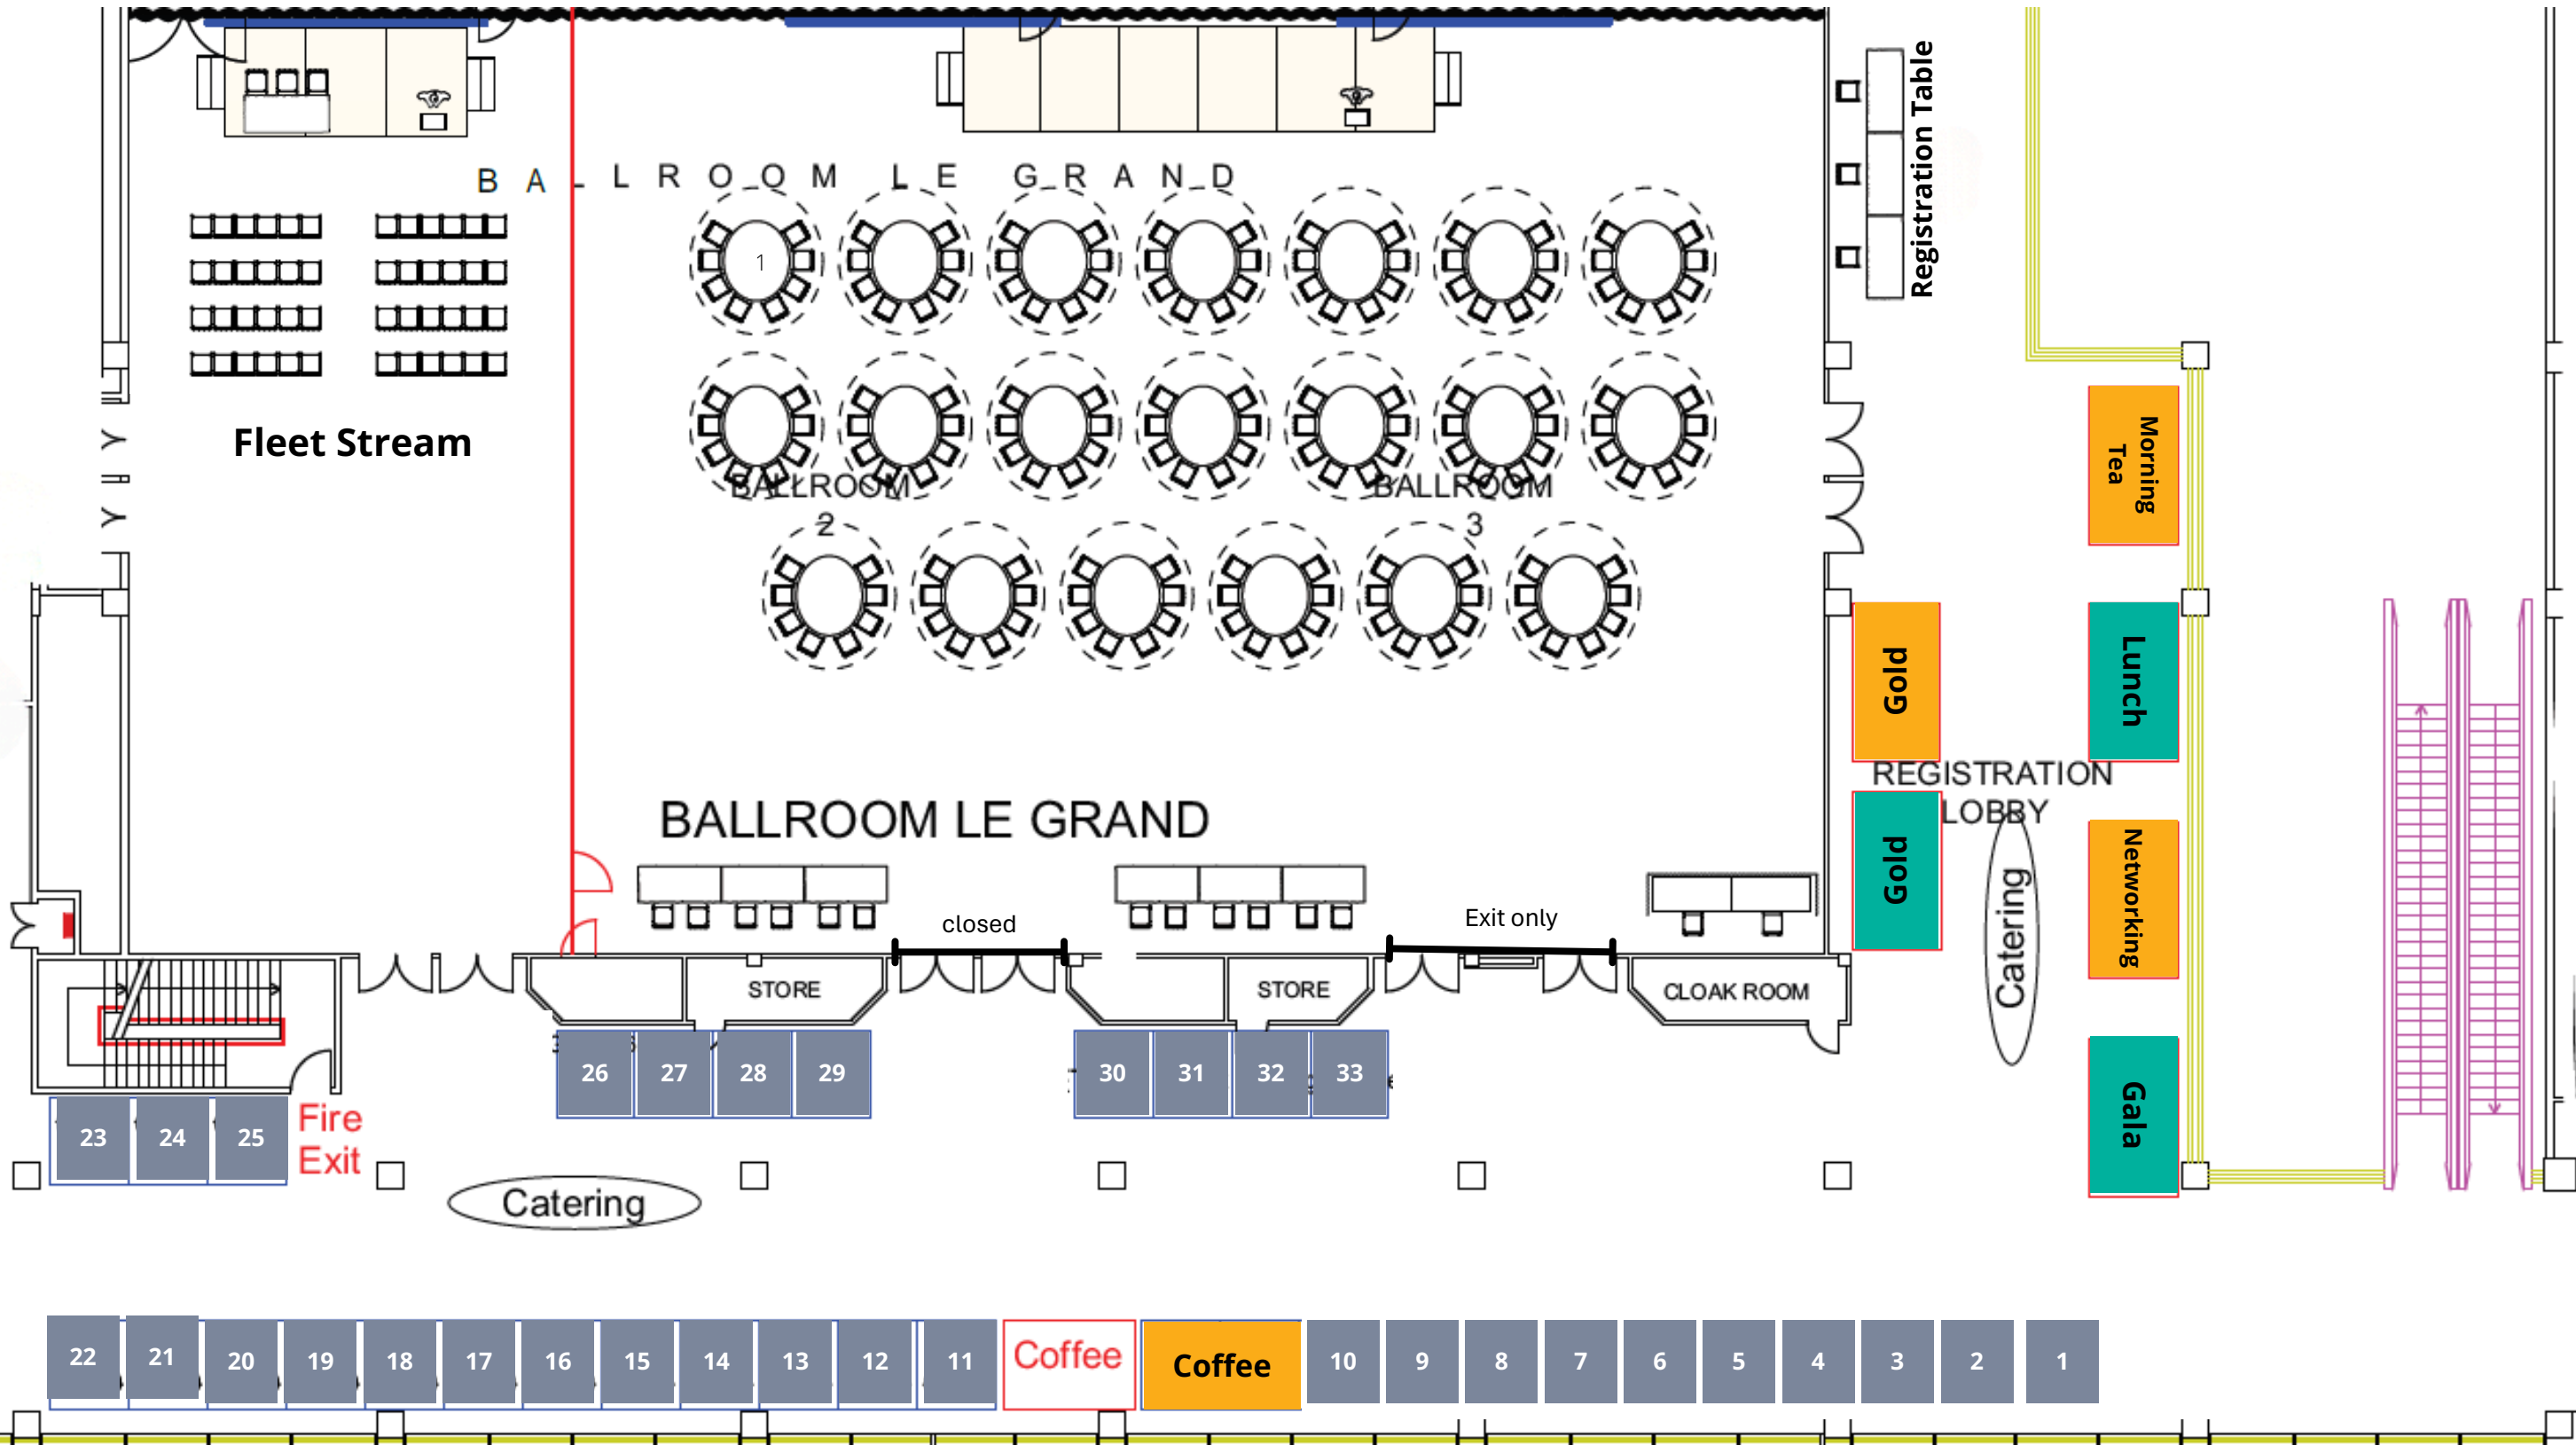 Registration Table
B A L L R O O M L E G R A N D
1
Fleet Stream
Morning
Tea
BALLROOM
2
BALLROOM
3
Gold
Lunch
REGISTRATION
LOBBY
BALLROOM LE GRAND
Gold
Networking
Catering
closed
Exit only
STORE
STORE
CLOAK ROOM
26 27 28 29
30 31 32 33
Gala
23 24 25
Fire
Exit
Catering
22 21 20 19 18 17 16 15 14 13 12 11 Coffee Coffee 10 9 8 7 6 5 4 3 2 1